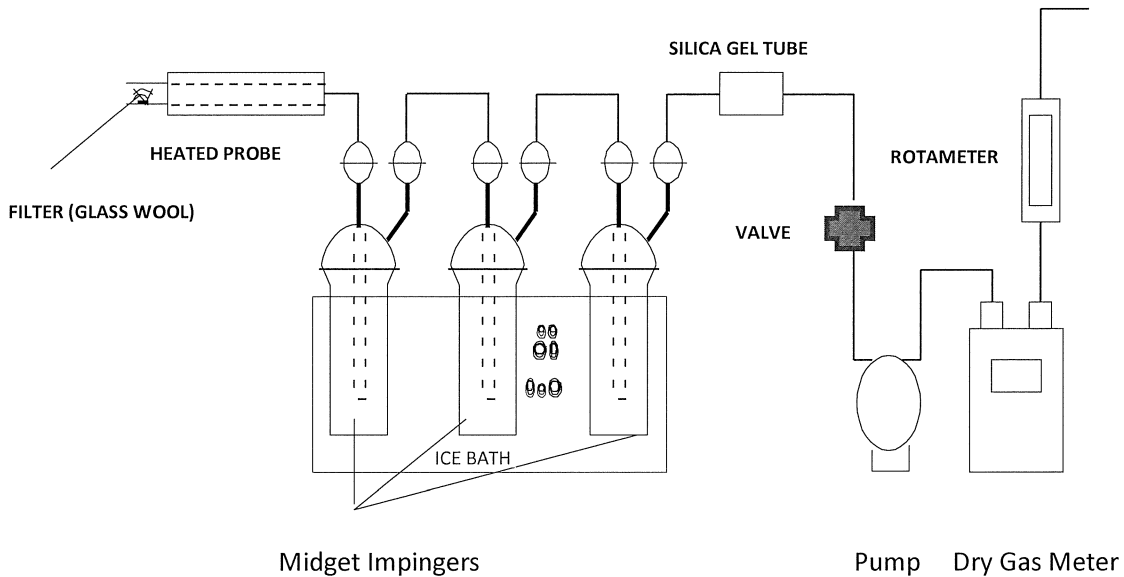 SILICA GEL TUBE
HEATED PROBE
ROTAMETER
FILTER (GLASS WOOL)
VALVE
ICE BATH
Midget Impingers
Pump
Dry Gas Meter